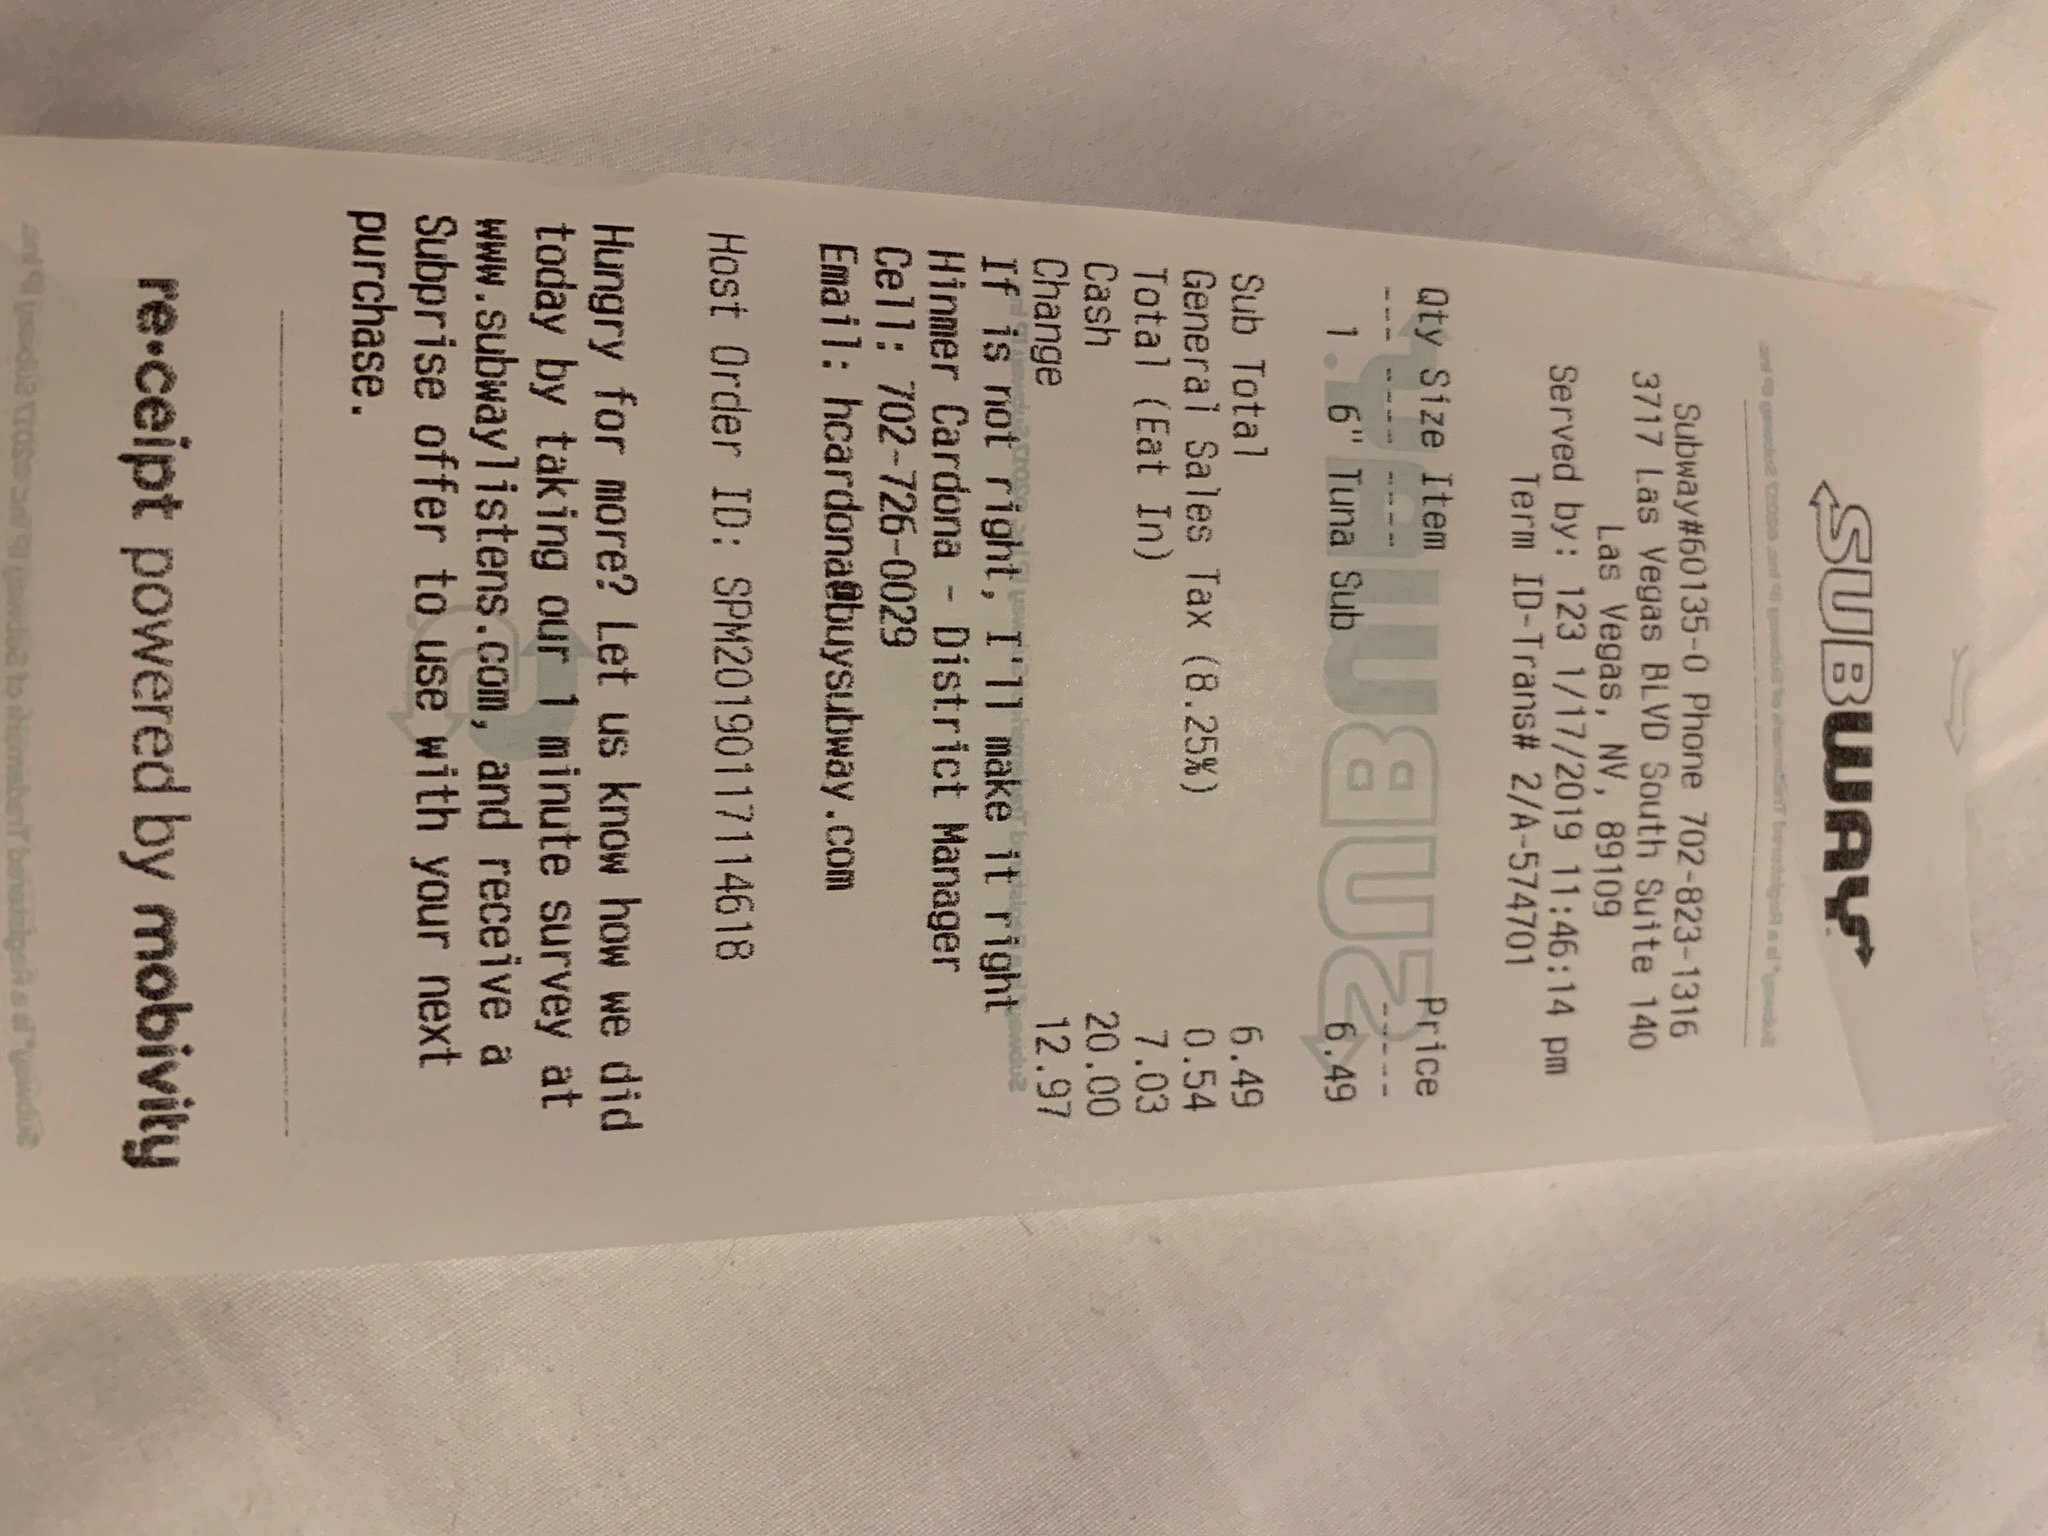 SUBWAY
Subway#60135-0 Phone 702-823-1316
3717 Las Vegas BLVD South Suite 140
Las Vegas, NV, 89109
Served by: 123 1/17/2019 11:46:14 pm
Term ID-Trans# 2/A-574701
Qty Size Item Price
--- ---- ---- -----
1 6" Tuna Sub 6.49
Sub Total 6.49
General Sales Tax (8.25%) 0.54
Total (Eat In) 7.03
Cash 20.00
Change 12.97
If is not right, I'll make it right
Hinmer Cardona - District Manager
Cell: 702-726-0029
Email: hcardona@buysubway.com
Host Order ID: SPM20190117114618
Hungry for more? Let us know how we did
today by taking our 1 minute survey at
www.subwaylistens.com, and receive a
Subprise offer to use with your next
purchase.
re•ceipt powered by mobivity